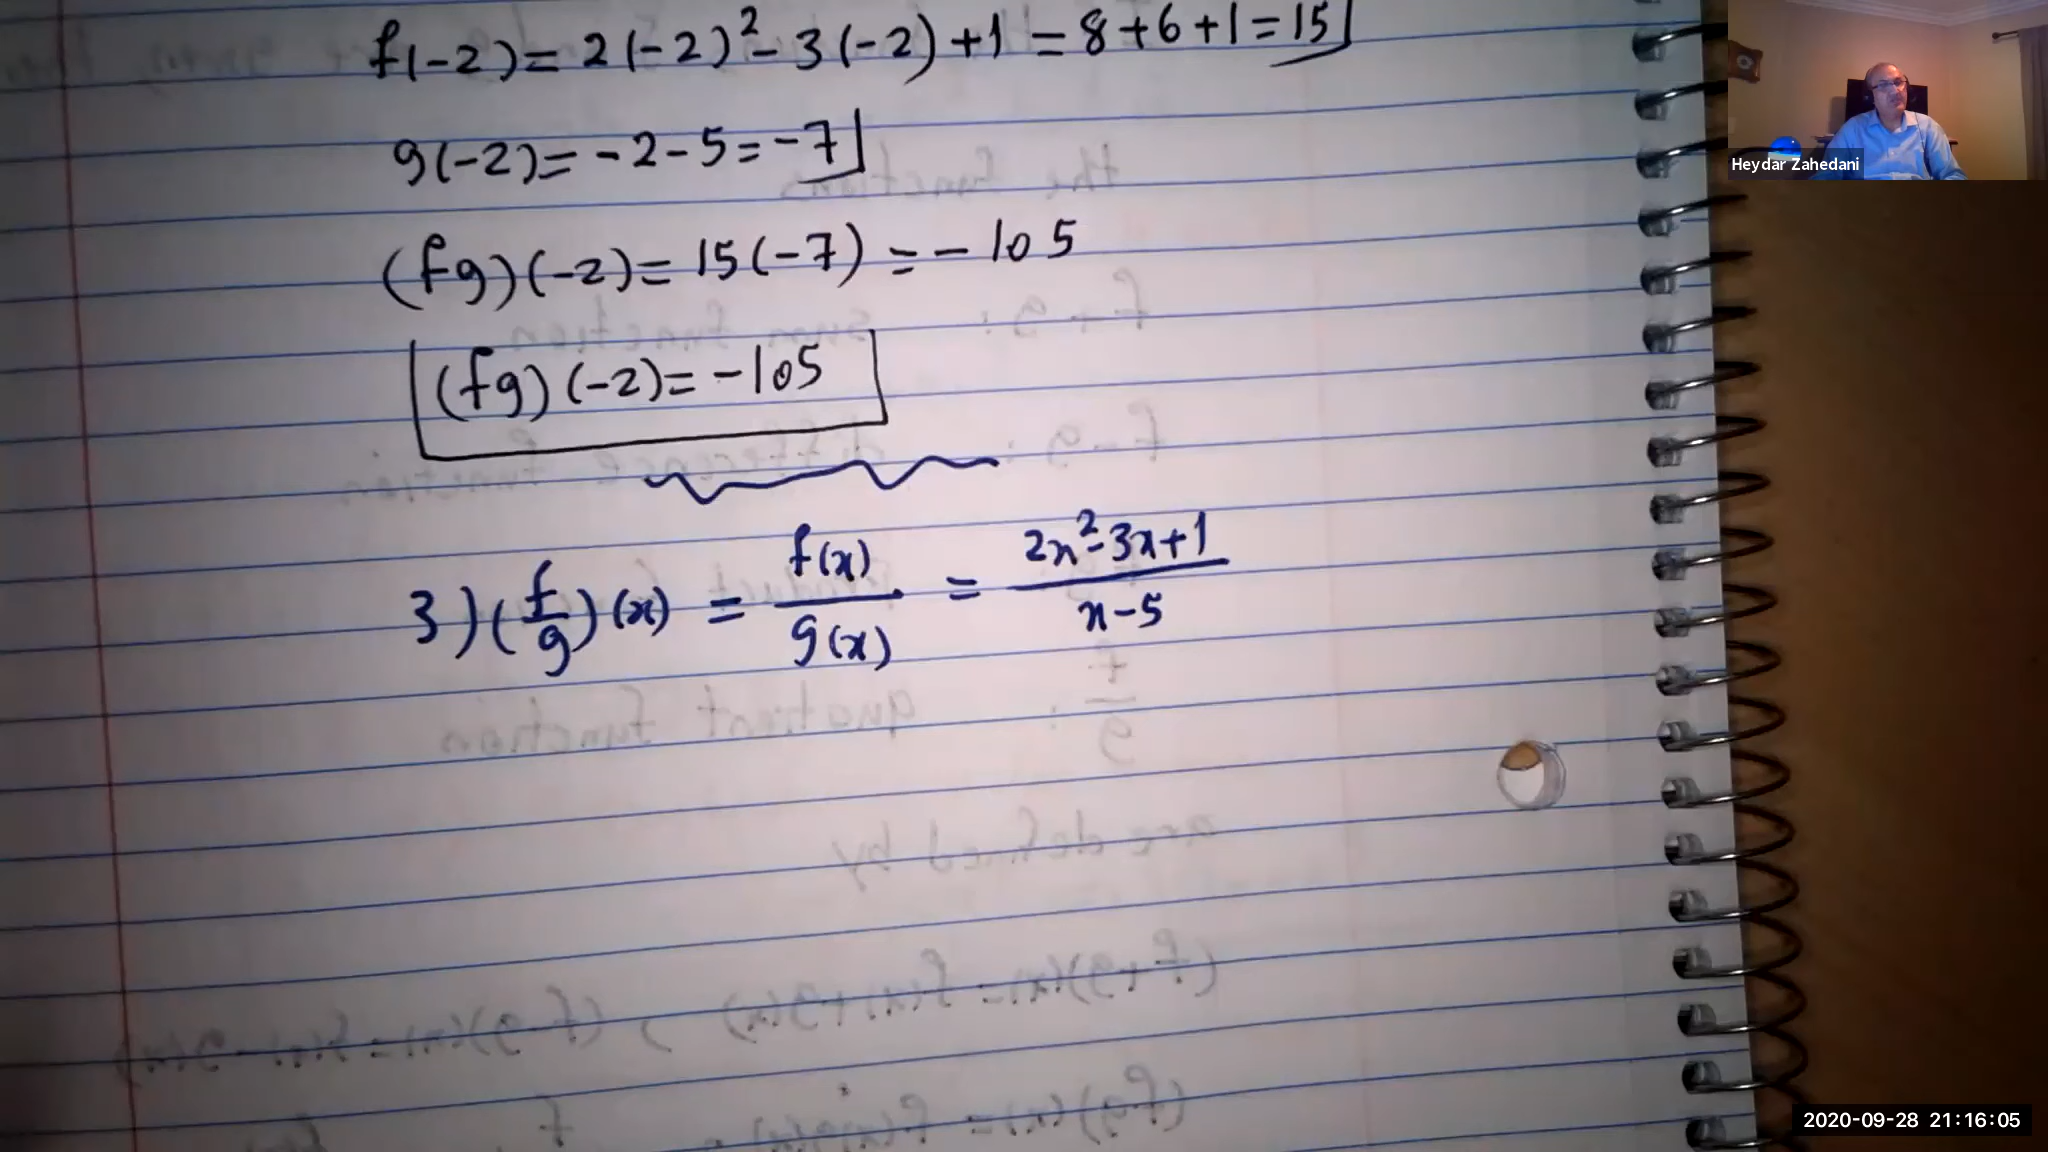 f(-2) = 2(-2)² - 3(-2) + 1 = 8 + 6 + 1 = 15
g(-2) = -2 - 5 = -7
(fg)(-2) = 15(-7) = -105
(fg)(-2) = -105
3) (f/g)(x) = f(x)/g(x) = 2x²-3x+1/x-5
Heydar Zahedani
2020-09-28 21:16:05